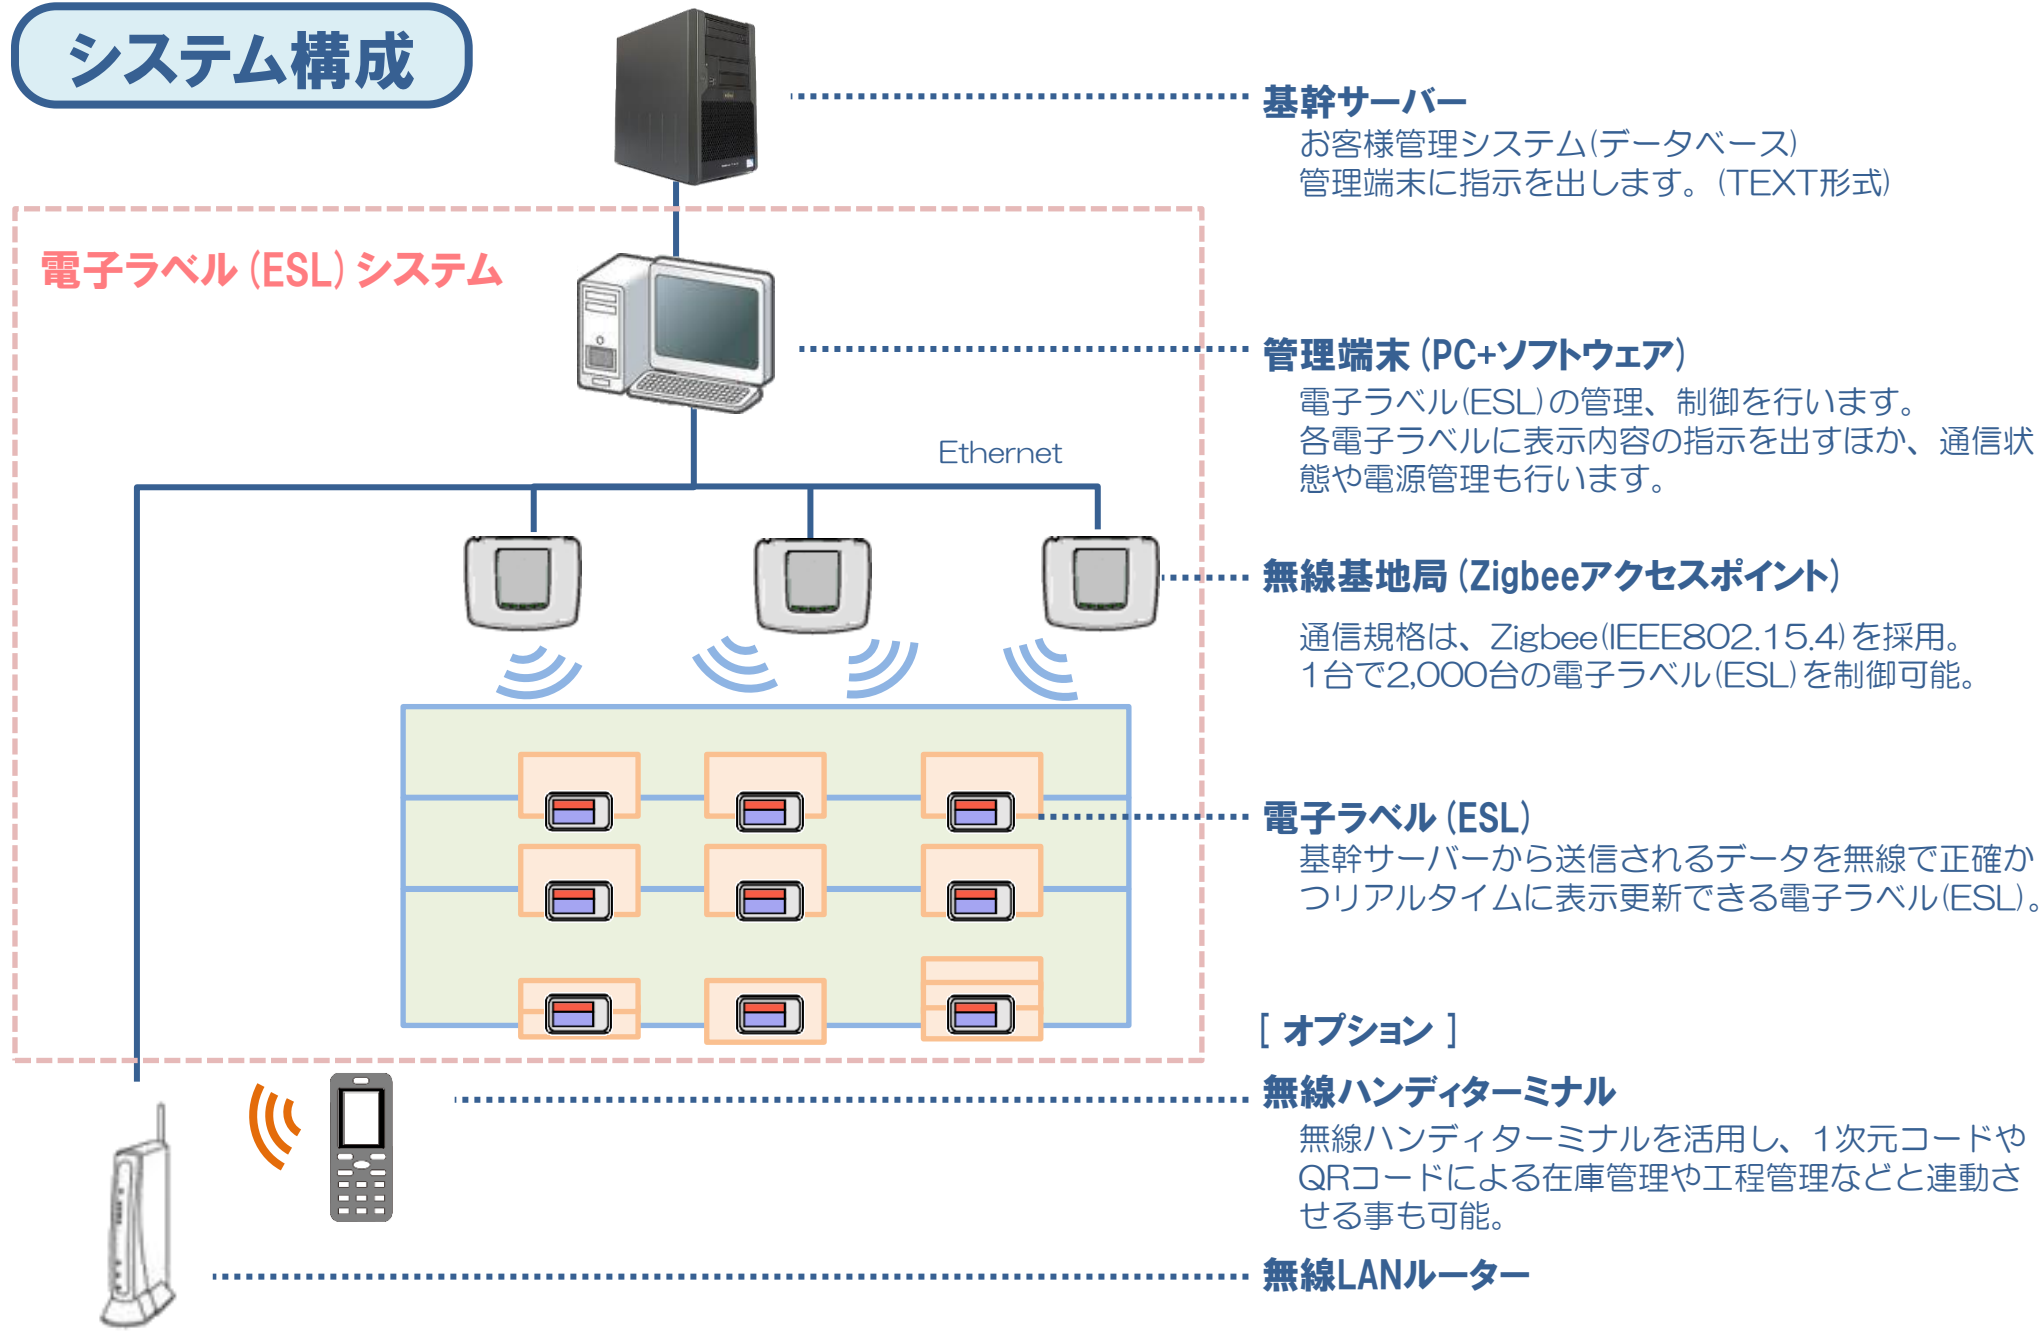 システム構成
基幹サーバー
お客様管理システム(データベース)
管理端末に指示を出します。(TEXT形式)
電子ラベル(ESL)システム
管理端末(PC+ソフトウェア)
電子ラベル(ESL)の管理、制御を行います。
各電子ラベルに表示内容の指示を出すほか、通信状
態や電源管理も行います。
Ethernet
無線基地局(Zigbeeアクセスポイント)
通信規格は、Zigbee(IEEE802.15.4)を採用。
1台で2,000台の電子ラベル(ESL)を制御可能。
電子ラベル(ESL)
基幹サーバーから送信されるデータを無線で正確か
つリアルタイムに表示更新できる電子ラベル(ESL)。
[ オプション ]
無線ハンディターミナル
無線ハンディターミナルを活用し、1次元コードや
QRコードによる在庫管理や工程管理などと連動さ
せる事も可能。
無線LANルーター